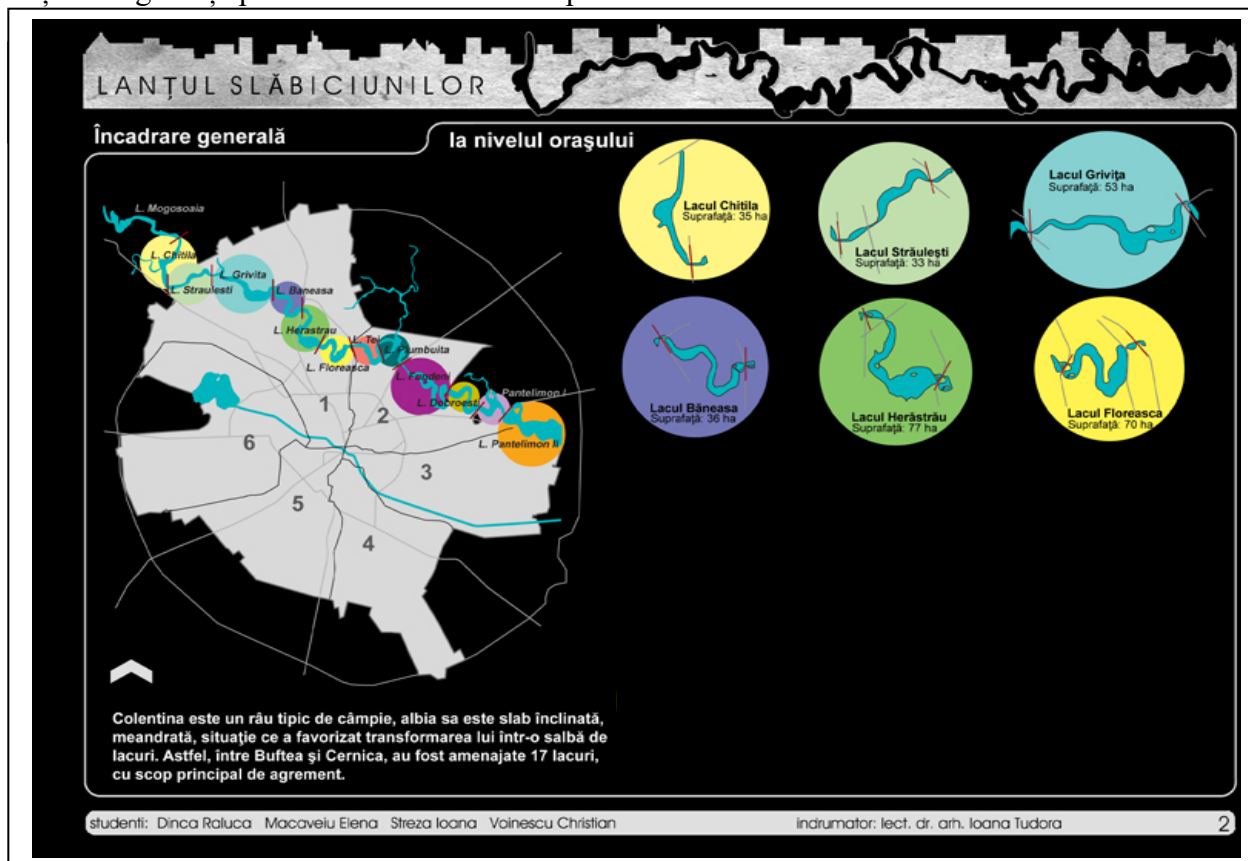 LANȚUL SLĂBICIUNILOR
Încadrare generală
la nivelul orașului
L. Mogosoaia
L. Chitila
L. Straulesti
L. Grivita
L. Baneasa
L. Herastrau
L. Floreasca
L. Tei
L. Plumbuita
L. Fundeni
L. Dobroesti
Pantelimon I
L. Pantelimon II
1
2
3
4
5
6
Lacul Chitila
Suprafață: 35 ha
Lacul Străulești
Suprafață: 33 ha
Lacul Grivița
Suprafață: 53 ha
Lacul Băneasa
Suprafață: 36 ha
Lacul Herăstrău
Suprafață: 77 ha
Lacul Floreasca
Suprafață: 70 ha
Colentina este un râu tipic de câmpie, albia sa este slab înclinată,
meandrată, situație ce a favorizat transformarea lui într-o salbă de
lacuri. Astfel, între Buftea și Cernica, au fost amenajate 17 lacuri,
cu scop principal de agrement.
studenti: Dinca Raluca Macaveiu Elena Streza Ioana Voinescu Christian
indrumator: lect. dr. arh. Ioana Tudora
2